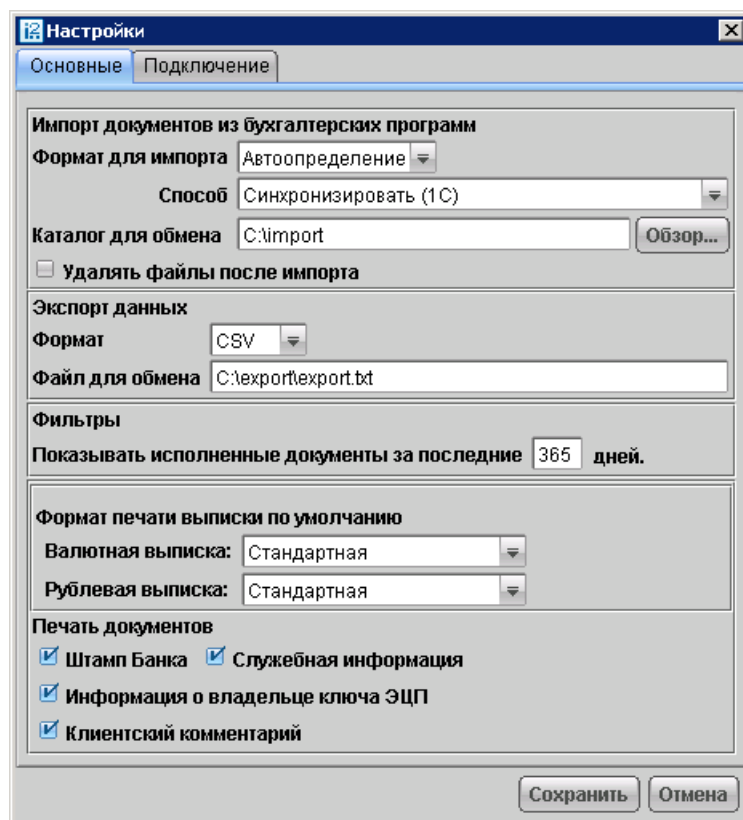 Настройки
Основные Подключение
Импорт документов из бухгалтерских программ
Формат для импорта Автоопределение
Способ Синхронизировать (1С)
Каталог для обмена C:\import Обзор...
Удалять файлы после импорта
Экспорт данных
Формат CSV
Файл для обмена C:\export\export.txt
Фильтры
Показывать исполненные документы за последние 365 дней.
Формат печати выписки по умолчанию
Валютная выписка: Стандартная
Рублевая выписка: Стандартная
Печать документов
Штамп Банка Служебная информация
Информация о владельце ключа ЭЦП
Клиентский комментарий
Сохранить Отмена